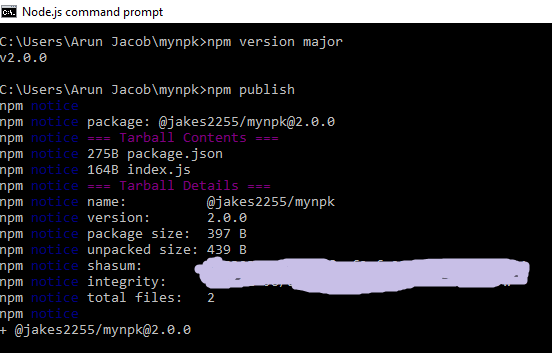 Node.js command prompt
C:\Users\Arun Jacob\mynpk>npm version major
v2.0.0
C:\Users\Arun Jacob\mynpk>npm publish
npm notice
npm notice package: @jakes2255/mynpk@2.0.0
npm notice === Tarball Contents ===
npm notice 275B package.json
npm notice 164B index.js
npm notice === Tarball Details ===
npm notice name: @jakes2255/mynpk
npm notice version: 2.0.0
npm notice package size: 397 B
npm notice unpacked size: 439 B
npm notice shasum:
npm notice integrity:
npm notice total files: 2
npm notice
+ @jakes2255/mynpk@2.0.0